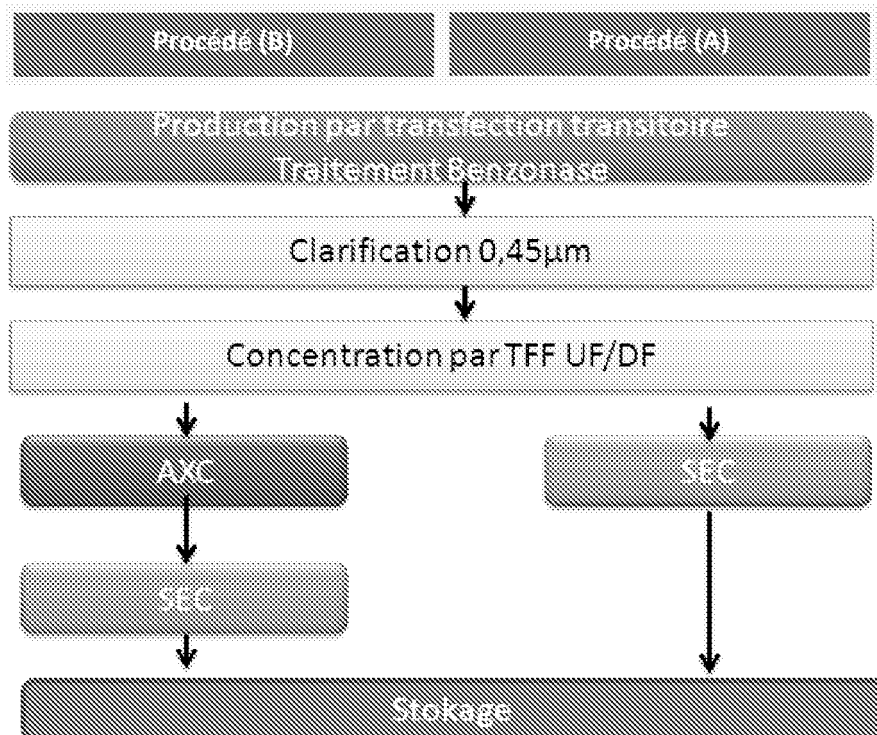 Procédé (B)
Procédé (A)
Production par transfection transitoire
Traitement Benzonase
Clarification 0,45µm
Concentration par TFF UF/DF
AXC
SEC
SEC
Stokage